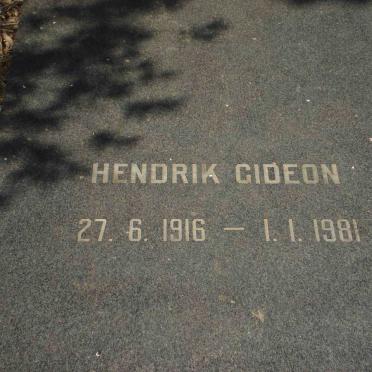 HENDRIK GIDEON
27. 6. 1916 — 1. 1. 1981